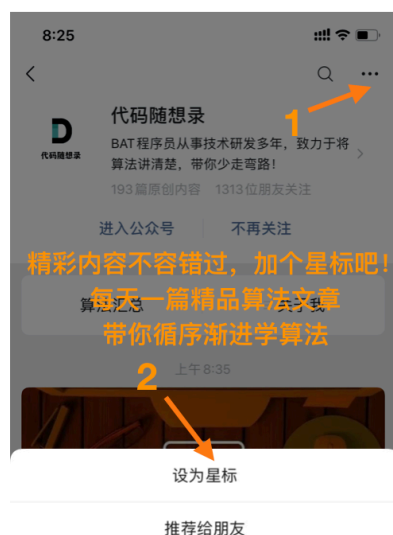 8:25
1
代码随想录
BAT程序员从事技术研发多年，致力于将
算法讲清楚，带你少走弯路！
D
代码随想录
193篇原创内容 1313位朋友关注
进入公众号 不再关注
精彩内容不容错过，加个星标吧！
算法汇总 关于我
每天一篇精品算法文章
带你循序渐进学算法
上午8:35
2
设为星标
推荐给朋友